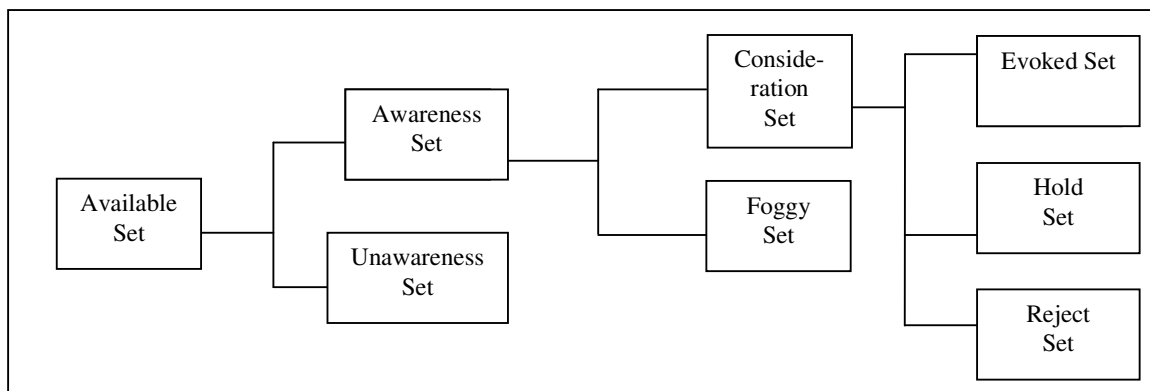 Available
Set
Awareness
Set
Unawareness
Set
Conside-
ration
Set
Foggy
Set
Evoked Set
Hold
Set
Reject
Set